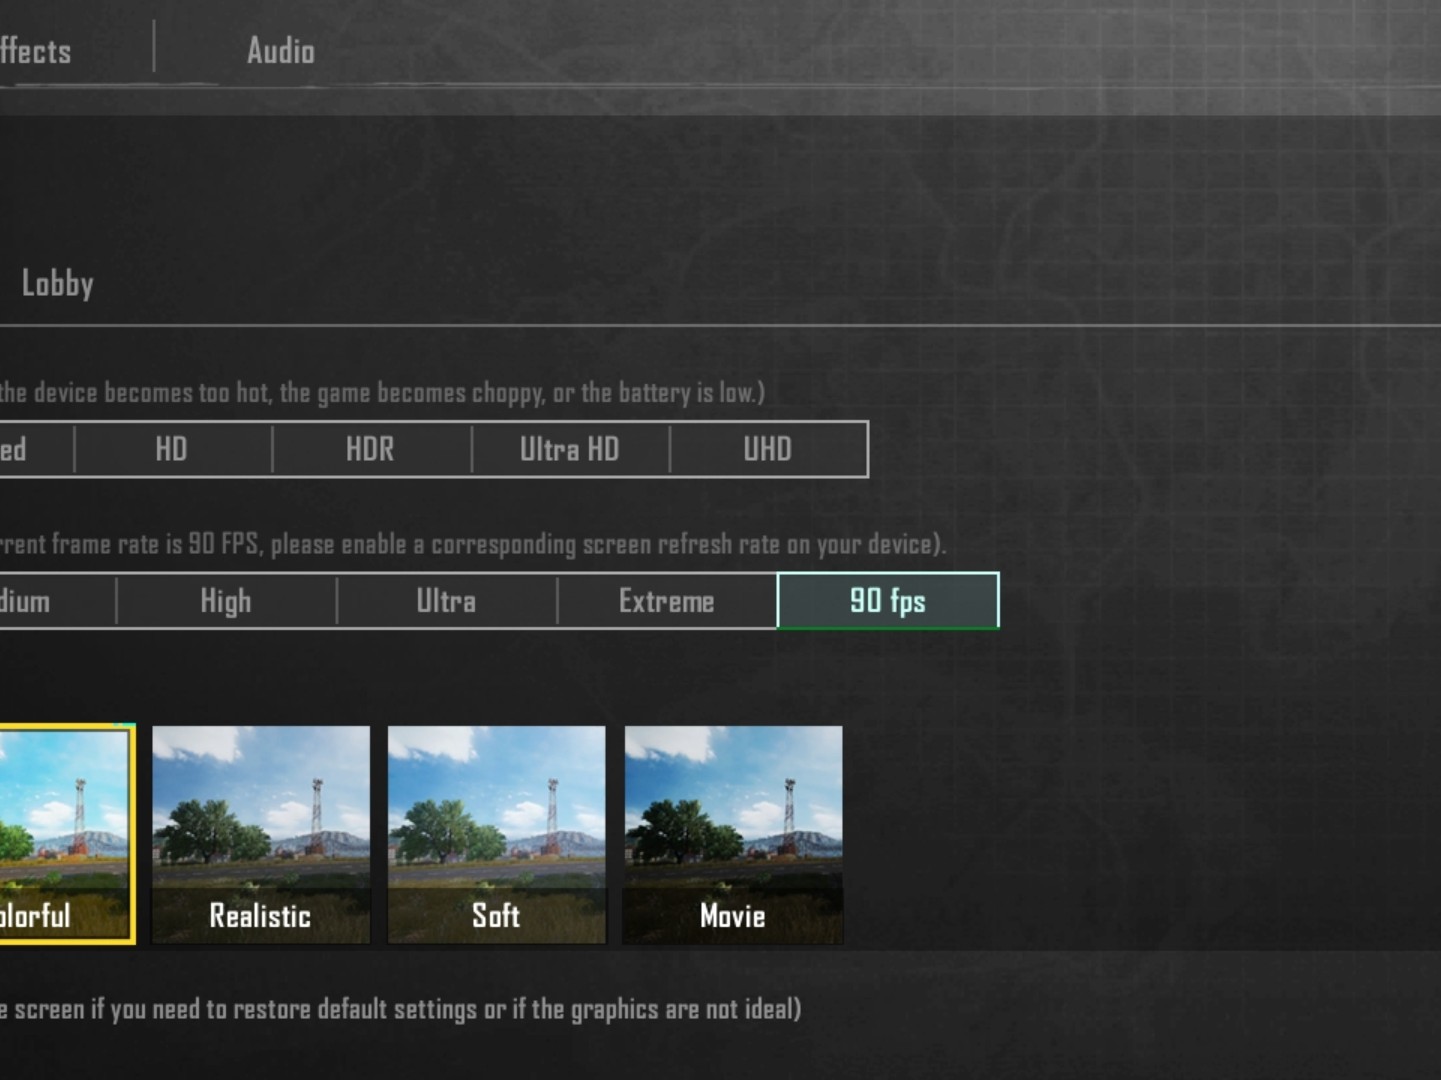 ffects
Audio
Lobby
the device becomes too hot, the game becomes choppy, or the battery is low.)
ed HD HDR Ultra HD UHD
rrent frame rate is 90 FPS, please enable a corresponding screen refresh rate on your device).
dium High Ultra Extreme 90 fps
olorful Realistic Soft Movie
e screen if you need to restore default settings or if the graphics are not ideal)